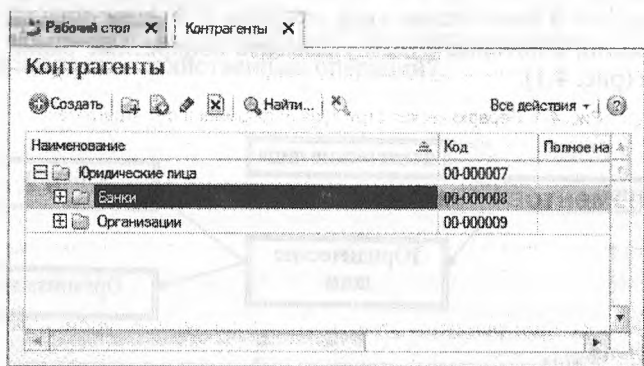 Рабочий стол X Контрагенты X
Контрагенты
Создать Найти... Все действия
Наименование Код Полное на
Юридические лица 00-000007
Банки 00-000008
Организации 00-000009